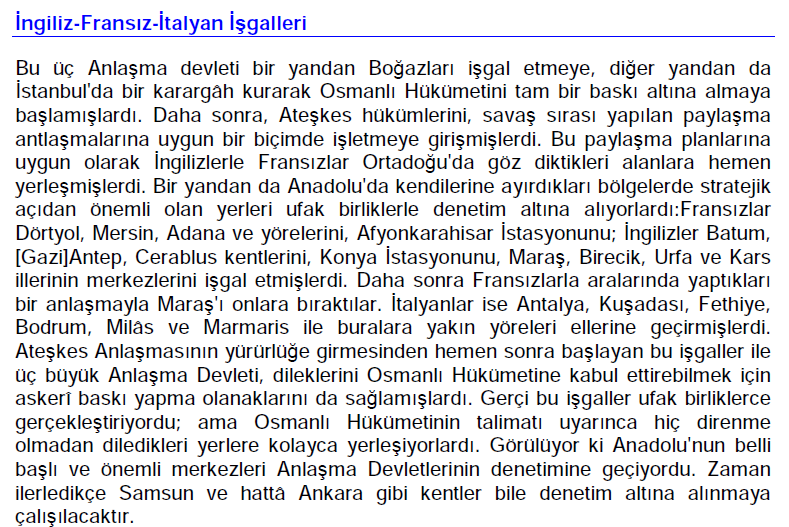 İngiliz-Fransız-İtalyan İşgalleri
Bu üç Anlaşma devleti bir yandan Boğazları işgal etmeye, diğer yandan da
İstanbul'da bir karargâh kurarak Osmanlı Hükümetini tam bir baskı altına almaya
başlamışlardı. Daha sonra, Ateşkes hükümlerini, savaş sırası yapılan paylaşma
antlaşmalarına uygun bir biçimde işletmeye girişmişlerdi. Bu paylaşma planlarına
uygun olarak İngilizlerle Fransızlar Ortadoğu'da göz diktikleri alanlara hemen
yerleşmişlerdi. Bir yandan da Anadolu'da kendilerine ayırdıkları bölgelerde stratejik
açıdan önemli olan yerleri ufak birliklerle denetim altına alıyorlardı:Fransızlar
Dörtyol, Mersin, Adana ve yörelerini, Afyonkarahisar İstasyonunu; İngilizler Batum,
[Gazi]Antep, Cerablus kentlerini, Konya İstasyonunu, Maraş, Birecik, Urfa ve Kars
illerinin merkezlerini işgal etmişlerdi. Daha sonra Fransızlarla aralarında yaptıkları
bir anlaşmayla Maraş'ı onlara bıraktılar. İtalyanlar ise Antalya, Kuşadası, Fethiye,
Bodrum, Milâs ve Marmaris ile buralara yakın yöreleri ellerine geçirmişlerdi.
Ateşkes Anlaşmasının yürürlüğe girmesinden hemen sonra başlayan bu işgaller ile
üç büyük Anlaşma Devleti, dileklerini Osmanlı Hükümetine kabul ettirebilmek için
askerî baskı yapma olanaklarını da sağlamışlardı. Gerçi bu işgaller ufak birliklerce
gerçekleştiriyordu; ama Osmanlı Hükümetinin talimatı uyarınca hiç direnme
olmadan diledikleri yerlere kolayca yerleşiyorlardı. Görülüyor ki Anadolu'nun belli
başlı ve önemli merkezleri Anlaşma Devletlerinin denetimine geçiyordu. Zaman
ilerledikçe Samsun ve hattâ Ankara gibi kentler bile denetim altına alınmaya
çalışılacaktır.